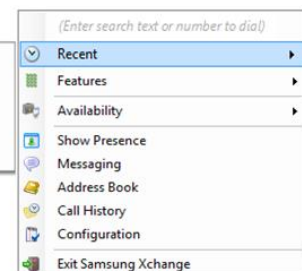 (Enter search text or number to dial)
Recent
Features
Availability
Show Presence
Messaging
Address Book
Call History
Configuration
Exit Samsung Xchange